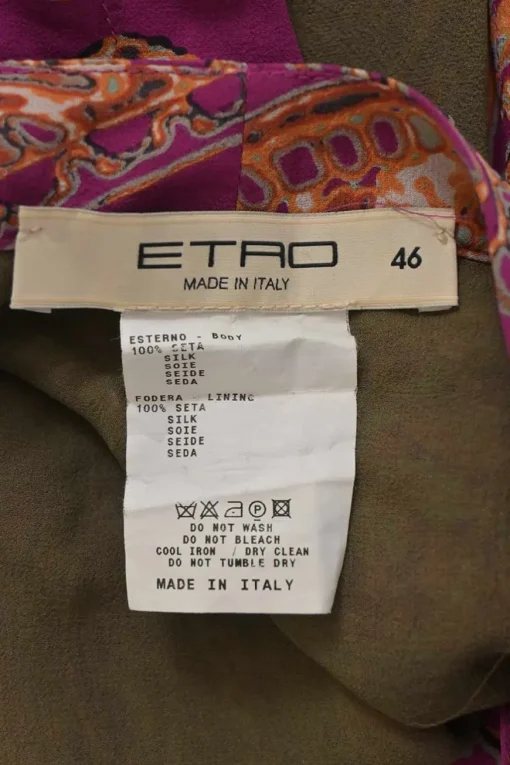 ETRO 46
MADE IN ITALY
ESTERNO - BODY
100% SETA
SILK
SOIE
SEIDE
SEDA
FODERA - LINING
100% SETA
SILK
SOIE
SEIDE
SEDA
P
DO NOT WASH
DO NOT BLEACH
COOL IRON / DRY CLEAN
DO NOT TUMBLE DRY
MADE IN ITALY